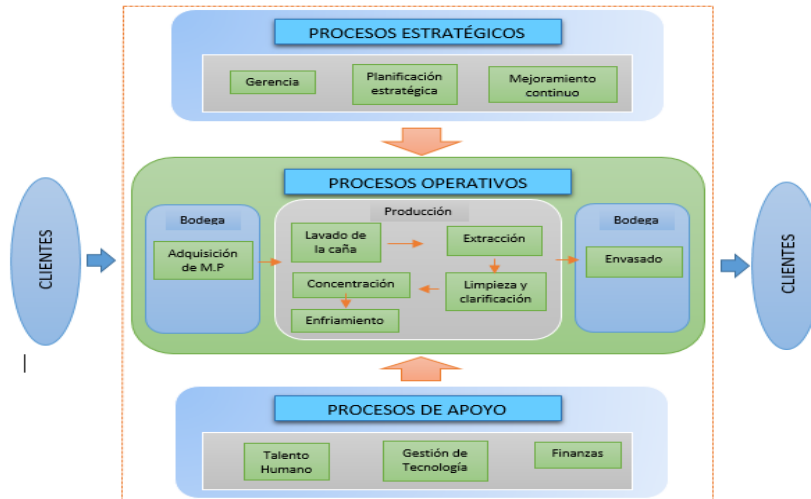 PROCESOS ESTRATÉGICOS
Gerencia
Planificación
estratégica
Mejoramiento
continuo
CLIENTES
PROCESOS OPERATIVOS
Bodega
Adquisición
de M.P
Producción
Lavado de
la caña
Extracción
Concentración
Limpieza y
clarificación
Enfriamiento
Bodega
Envasado
CLIENTES
PROCESOS DE APOYO
Talento
Humano
Gestión de
Tecnología
Finanzas